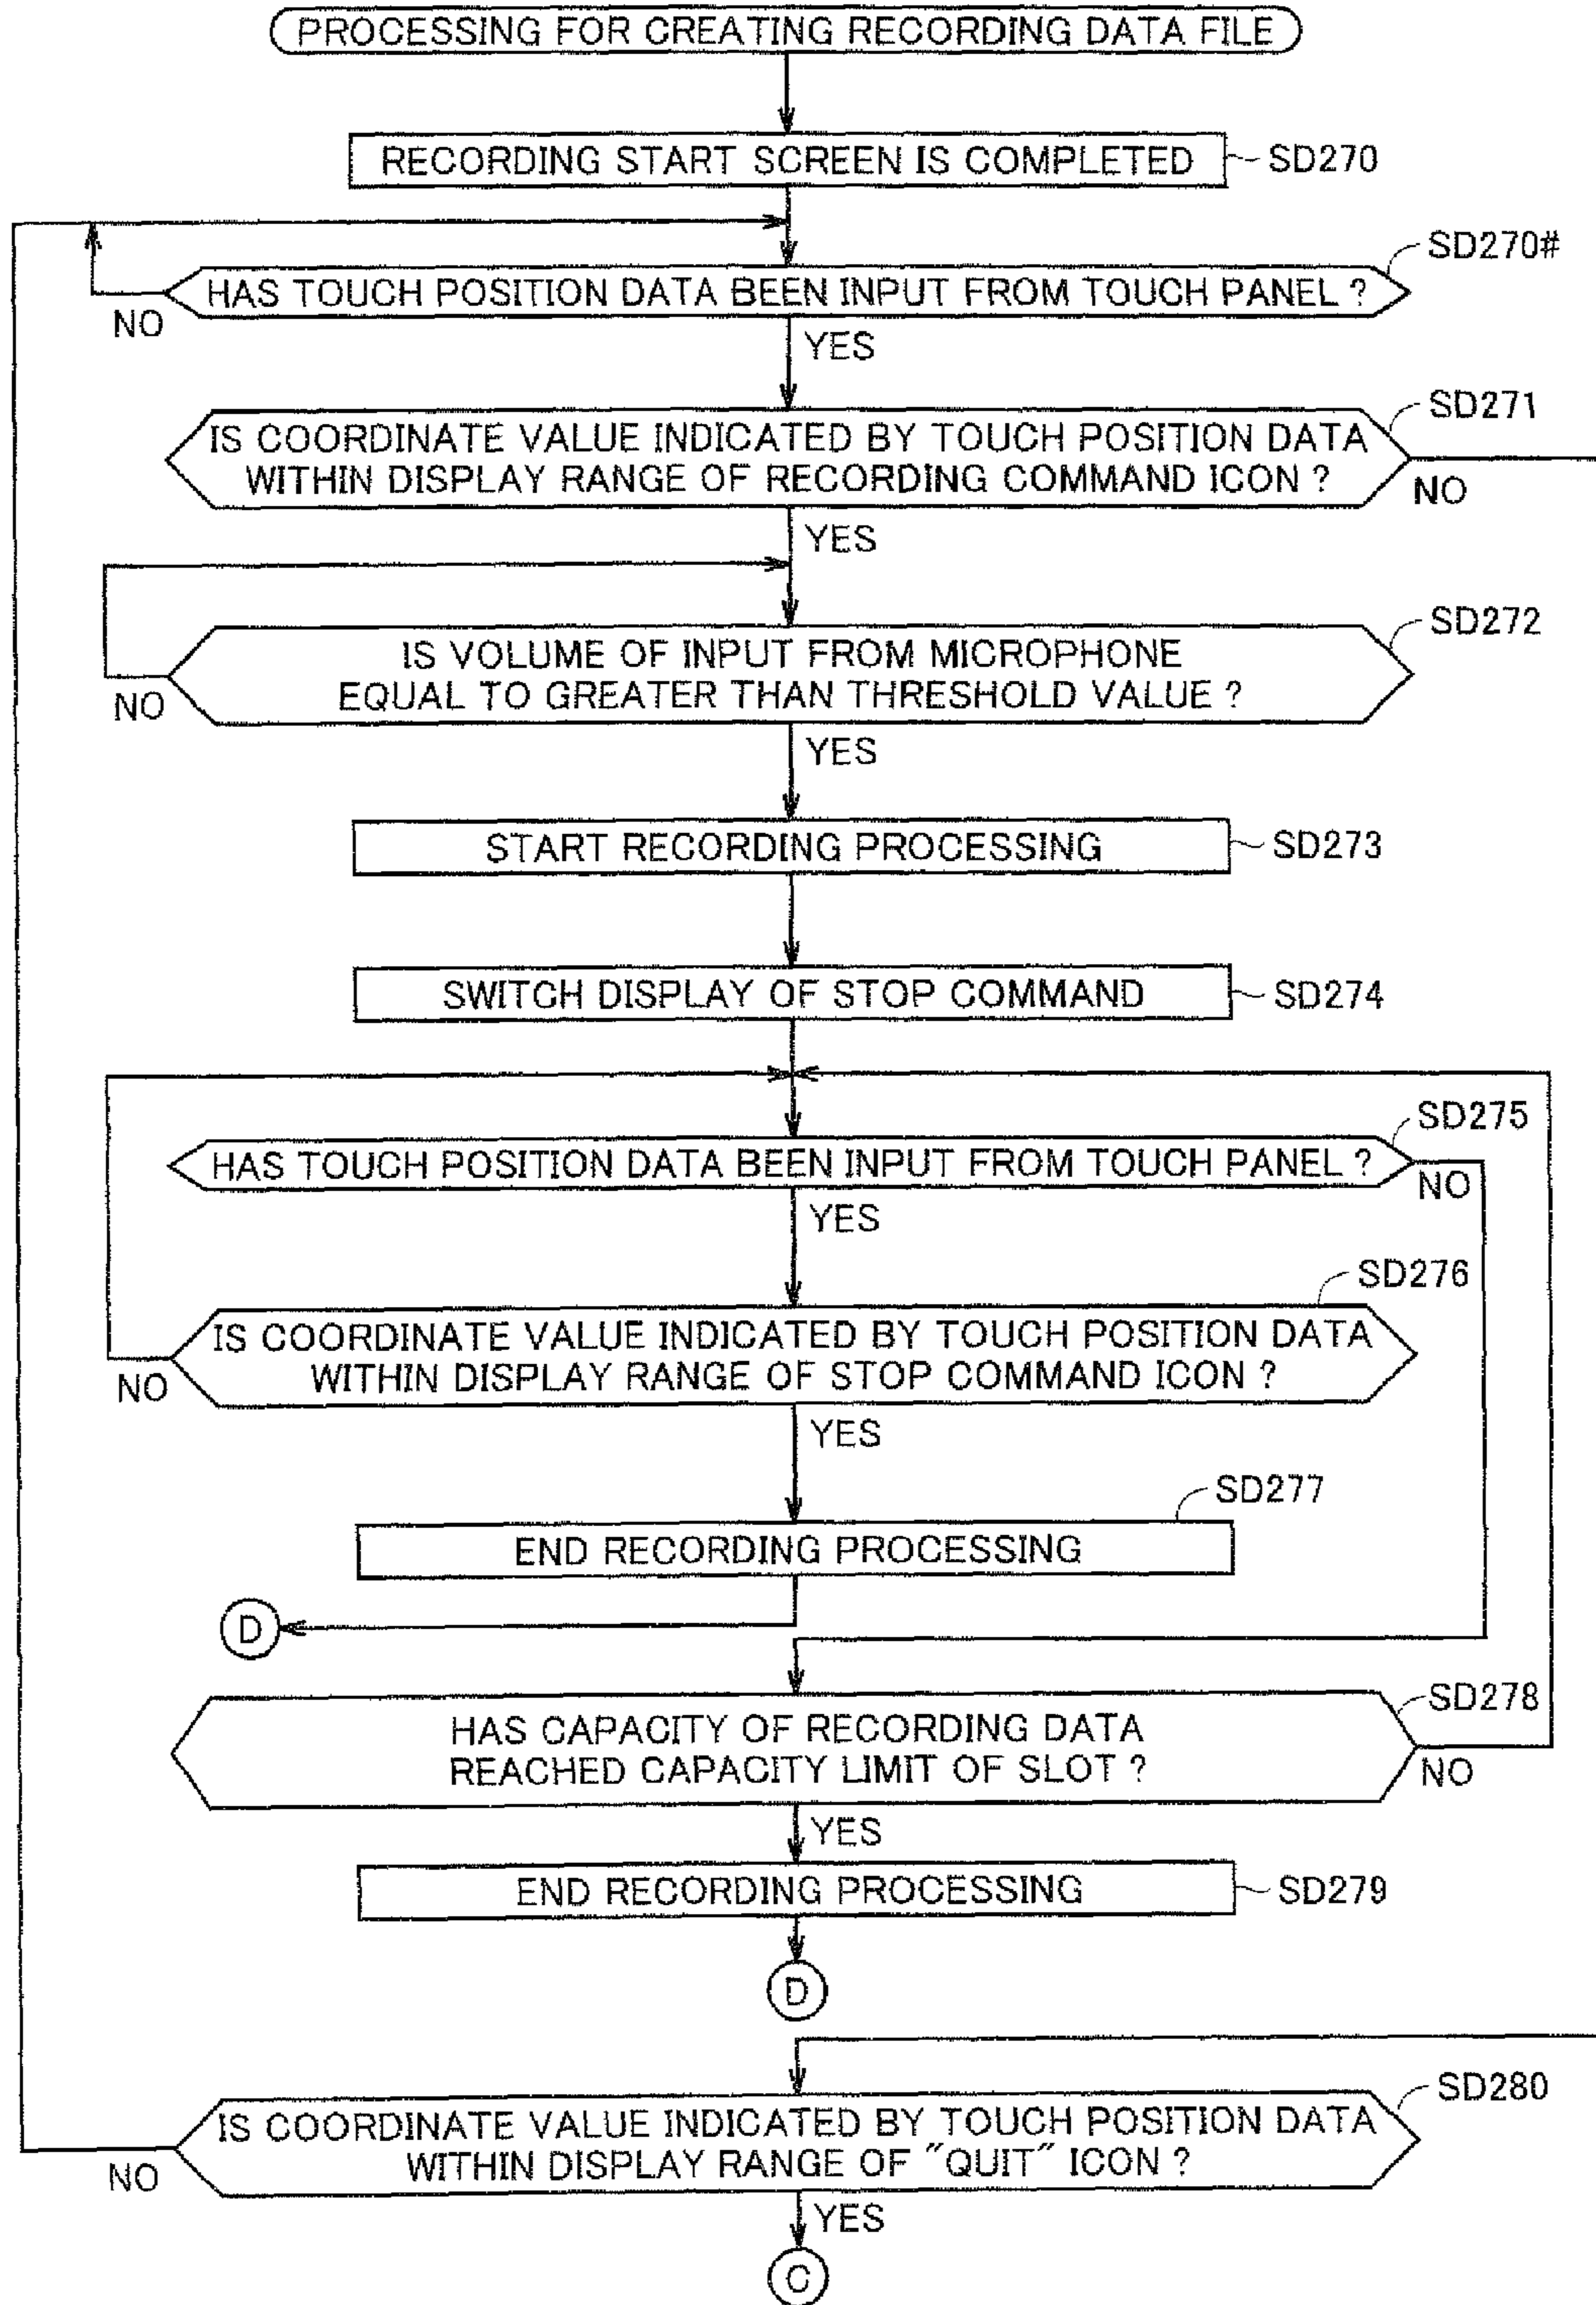 PROCESSING FOR CREATING RECORDING DATA FILE
RECORDING START SCREEN IS COMPLETED
SD270
SD270#
HAS TOUCH POSITION DATA BEEN INPUT FROM TOUCH PANEL ?
NO
YES
SD271
IS COORDINATE VALUE INDICATED BY TOUCH POSITION DATA
WITHIN DISPLAY RANGE OF RECORDING COMMAND ICON ?
NO
YES
SD272
IS VOLUME OF INPUT FROM MICROPHONE
EQUAL TO GREATER THAN THRESHOLD VALUE ?
NO
YES
START RECORDING PROCESSING
SD273
SWITCH DISPLAY OF STOP COMMAND
SD274
SD275
HAS TOUCH POSITION DATA BEEN INPUT FROM TOUCH PANEL ?
NO
YES
SD276
IS COORDINATE VALUE INDICATED BY TOUCH POSITION DATA
WITHIN DISPLAY RANGE OF STOP COMMAND ICON ?
NO
YES
SD277
END RECORDING PROCESSING
D
SD278
HAS CAPACITY OF RECORDING DATA
REACHED CAPACITY LIMIT OF SLOT ?
NO
YES
END RECORDING PROCESSING
SD279
D
SD280
IS COORDINATE VALUE INDICATED BY TOUCH POSITION DATA
WITHIN DISPLAY RANGE OF "QUIT" ICON ?
NO
YES
C